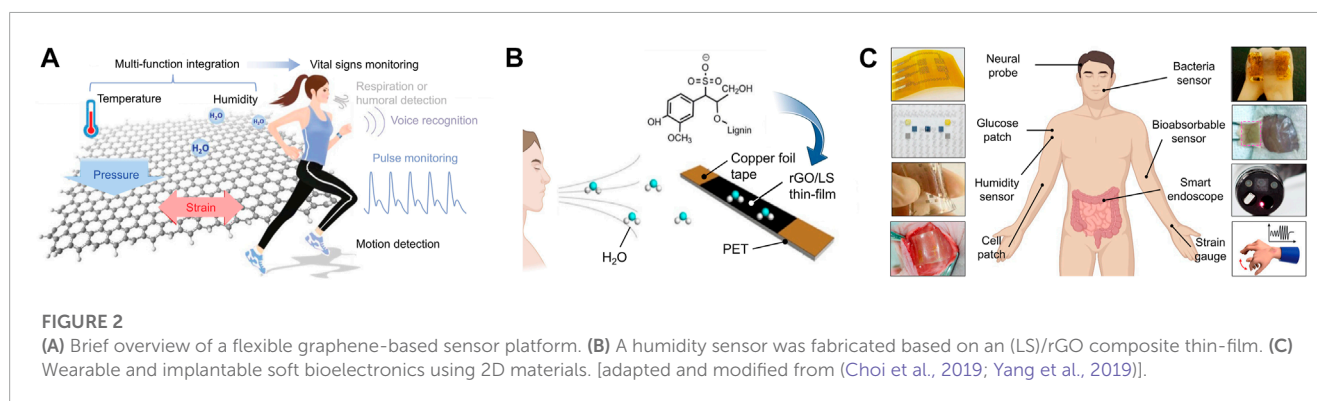 A
Multi-function integration
Vital signs monitoring
Temperature
Humidity
H₂O
H₂O
H₂O
Pressure
Strain
Respiration or
humoral detection
Voice recognition
Pulse monitoring
Motion detection
B
⊖
O
O=S=O
CH₂OH
OH
OCH₃
O
Lignin
Copper foil
tape
rGO/LS
thin-film
H₂O
PET
C
Neural
probe
Glucose
patch
Humidity
sensor
Cell
patch
Bacteria
sensor
Bioabsorbable
sensor
Smart
endoscope
Strain
gauge
FIGURE 2
(A) Brief overview of a flexible graphene-based sensor platform. (B) A humidity sensor was fabricated based on an (LS)/rGO composite thin-film. (C)
Wearable and implantable soft bioelectronics using 2D materials. [adapted and modified from (Choi et al., 2019; Yang et al., 2019)].